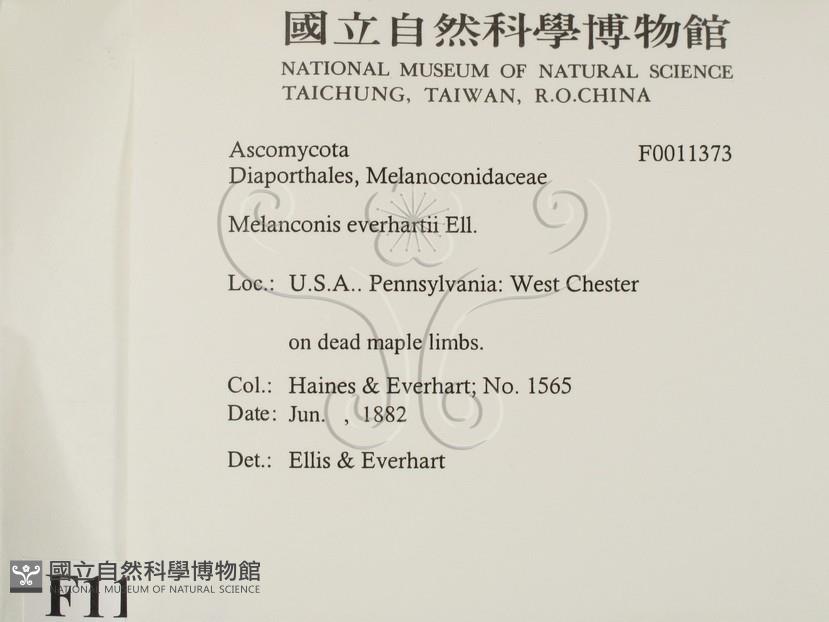 國立自然科學博物館
NATIONAL MUSEUM OF NATURAL SCIENCE
TAICHUNG, TAIWAN, R.O.CHINA
Ascomycota F0011373
Diaporthales, Melanoconidaceae
Melanconis everhartii Ell.
Loc.: U.S.A.. Pennsylvania: West Chester
on dead maple limbs.
Col.: Haines & Everhart; No. 1565
Date: Jun. , 1882
Det.: Ellis & Everhart
國立自然科學博物館
NATIONAL MUSEUM OF NATURAL SCIENCE
F11